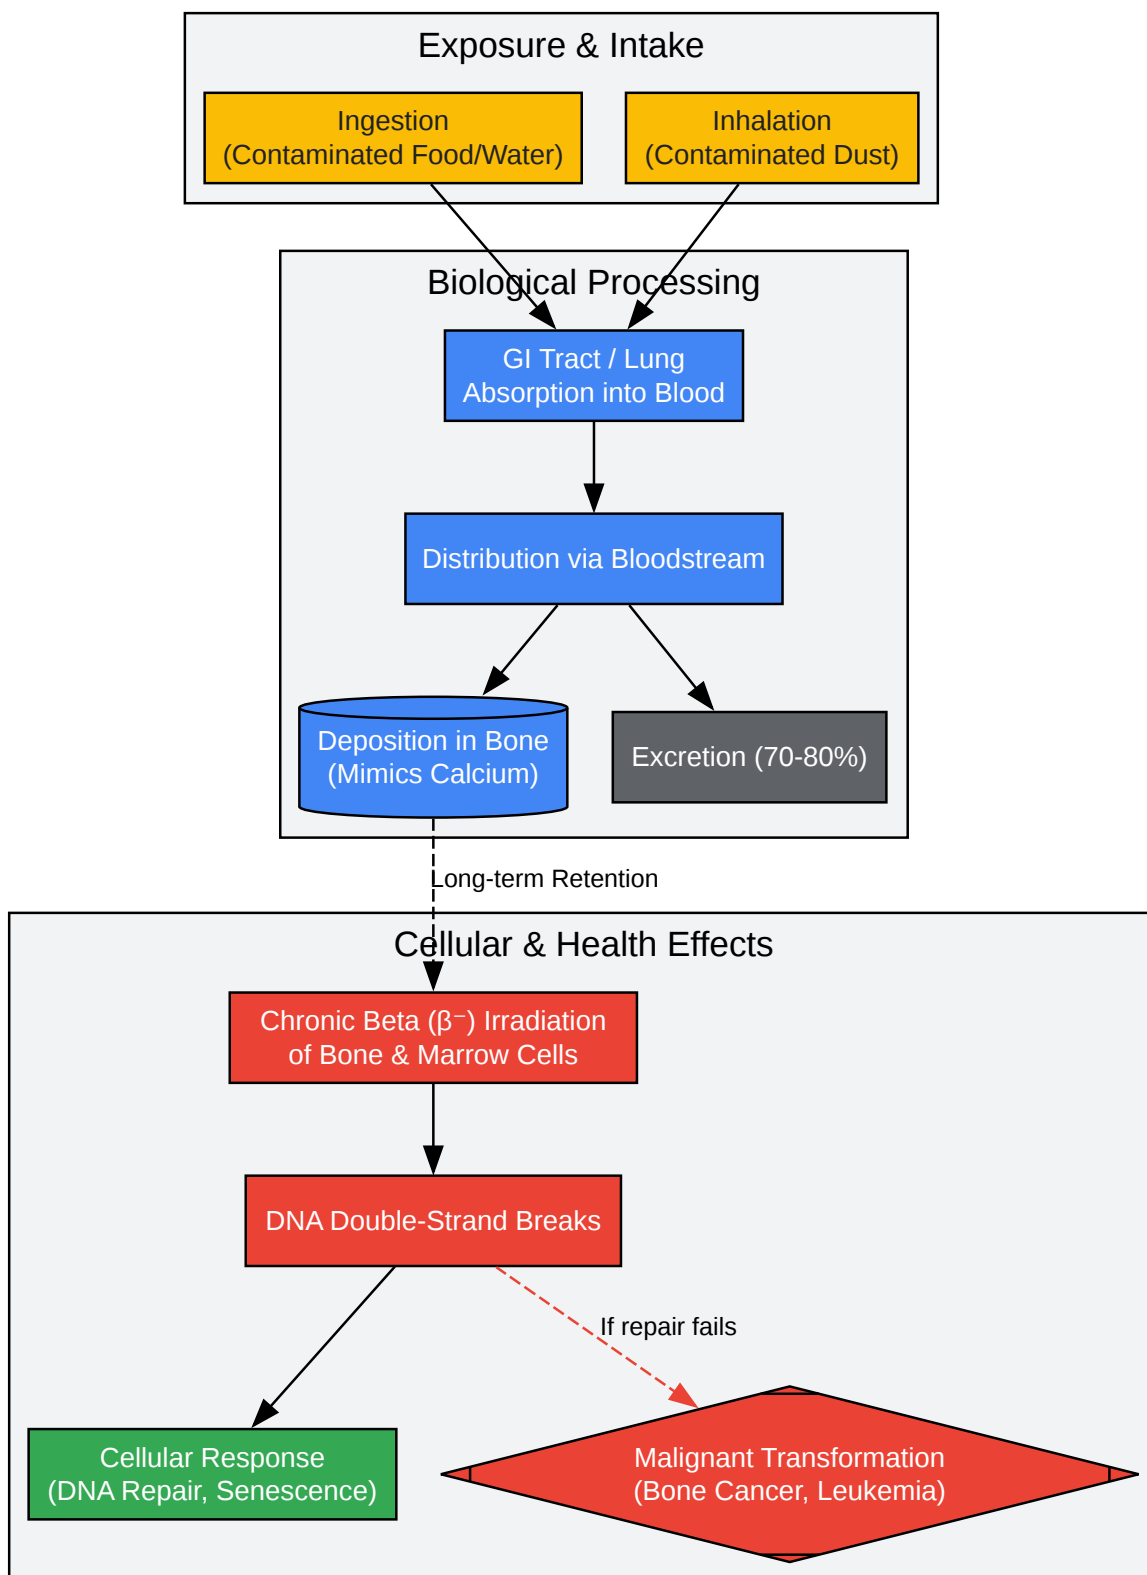 Exposure & Intake
Ingestion
(Contaminated Food/Water)
Inhalation
(Contaminated Dust)
Biological Processing
GI Tract / Lung
Absorption into Blood
Distribution via Bloodstream
Deposition in Bone
(Mimics Calcium)
Excretion (70-80%)
Long-term Retention
Cellular & Health Effects
Chronic Beta (β⁻) Irradiation
of Bone & Marrow Cells
DNA Double-Strand Breaks
If repair fails
Cellular Response
(DNA Repair, Senescence)
Malignant Transformation
(Bone Cancer, Leukemia)